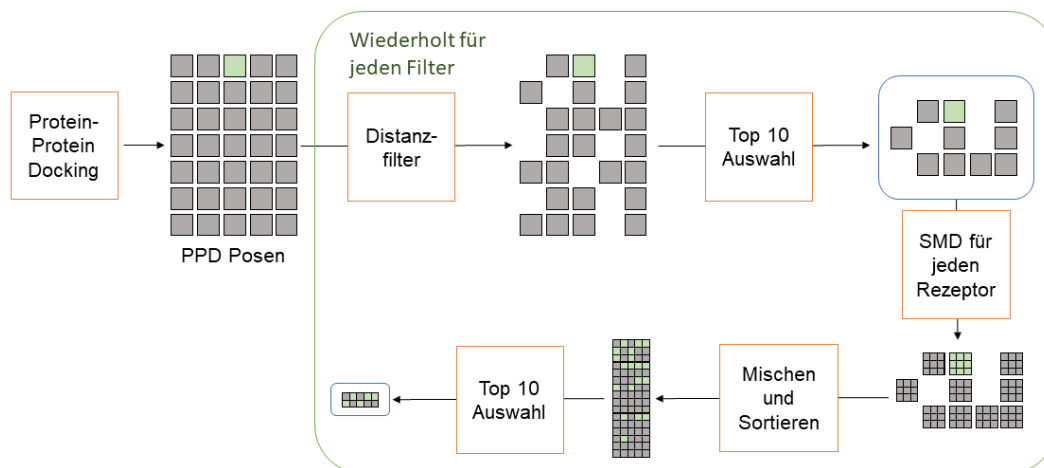 Wiederholt für
jeden Filter
Protein-
Protein
Docking
PPD Posen
Distanz-
filter
Top 10
Auswahl
SMD für
jeden
Rezeptor
Mischen
und
Sortieren
Top 10
Auswahl